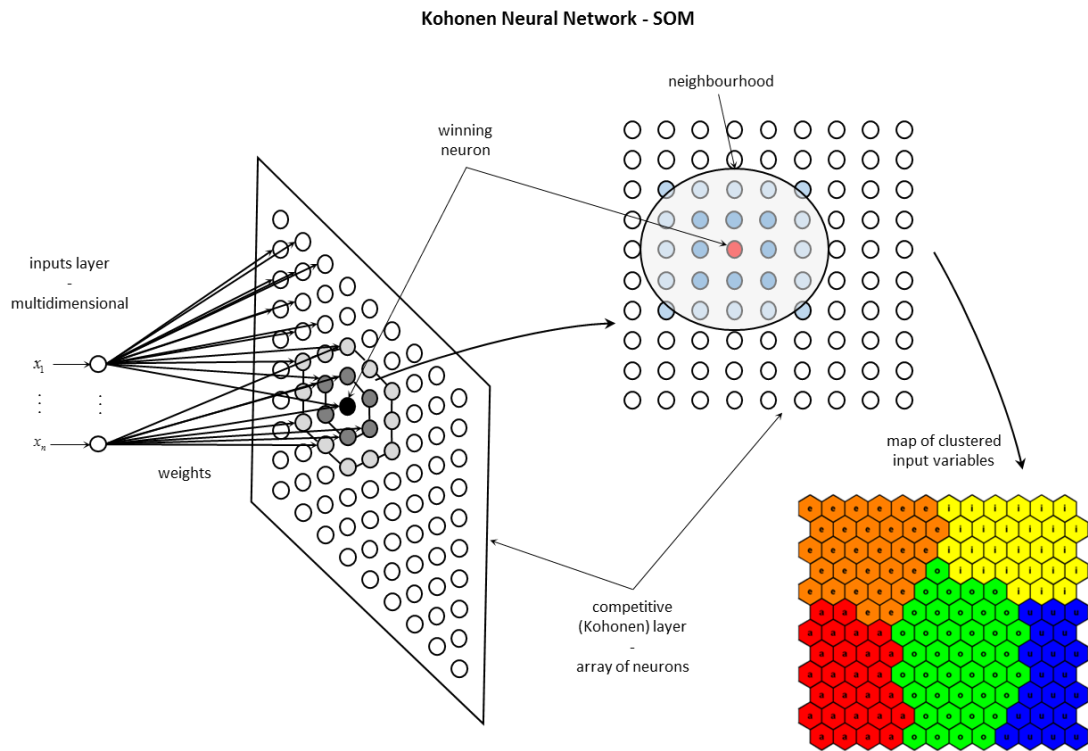 Kohonen Neural Network - SOM
neighbourhood
winning
neuron
inputs layer
-
multidimensional
x1
xn
weights
map of clustered
input variables
competitive
(Kohonen) layer
-
array of neurons
e e e e e e i i i i i i
e e e e e e i i i i i i
e e e e e e i i i i i i
e e e e e o i i i i i i